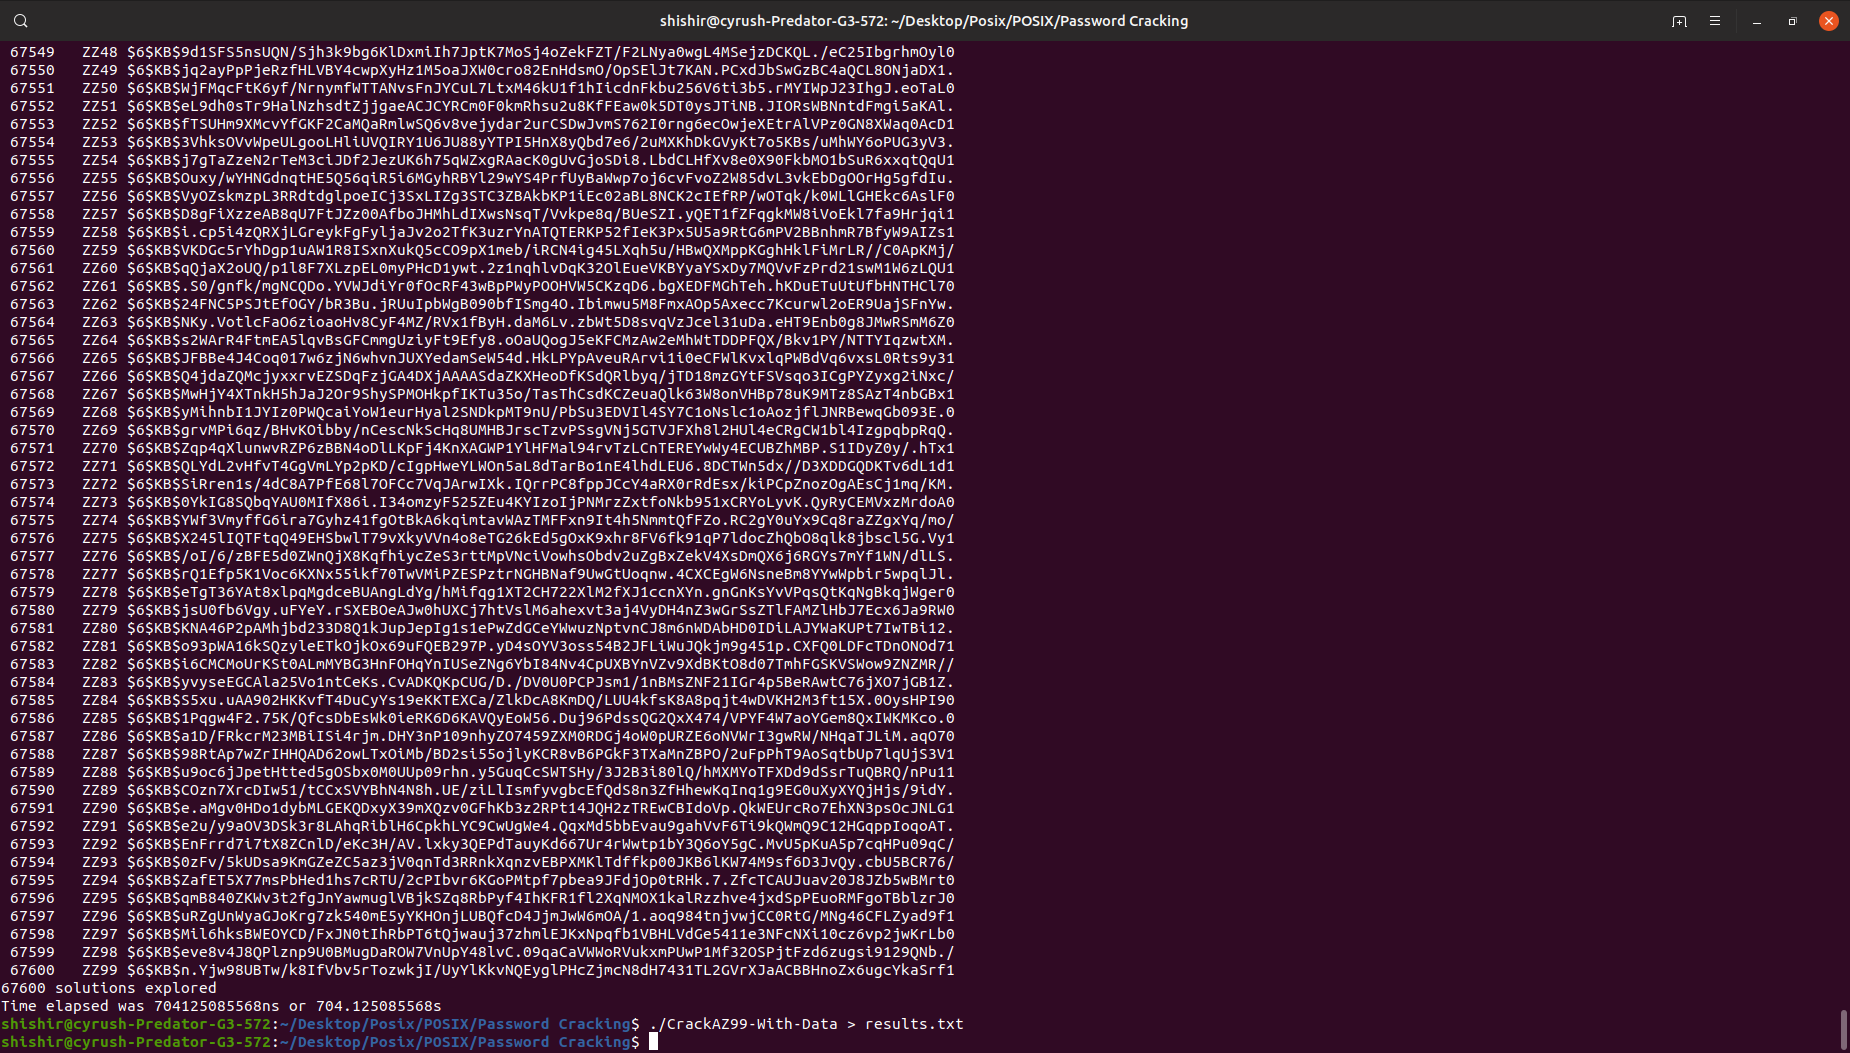 shishir@cyrush-Predator-G3-572: ~/Desktop/Posix/POSIX/Password Cracking
67549 ZZ48 $6$KB$9d1SFS5nsUQN/Sjh3k9bg6KlDxmiIh7JptK7MoSj4oZekFZT/F2LNya0wgL4MSejzDCKQL./eC25IbgrhmOyl0
67550 ZZ49 $6$KB$jq2ayPpPjeRzfHLVBY4cwpXyHz1M5oaJXW0cro82EnHdsmO/OpSElJt7KAN.PCxdJbSwGzBC4aQCL8ONjaDX1.
67551 ZZ50 $6$KB$WjFMqcFtK6yf/NrnymfWTTANvsFnJYCuL7LtxM46kU1f1hIicdnFkbu256V6ti3b5.rMYIWpJ23IhgJ.eoTaL0
67552 ZZ51 $6$KB$eL9dh0sTr9HalNzhsdtZjjgaeACJCYRCm0F0kmRhsu2u8KfFEaw0k5DT0ysJTiNB.JIORsWBNntdFmgi5aKAl.
67553 ZZ52 $6$KB$fTSUHm9XMcvYfGKF2CaMQaRmlwSQ6v8vejydar2urCSDwJvmS762I0rng6ecOwjeXEtrAlVPz0GN8XWaq0AcD1
67554 ZZ53 $6$KB$3VhksOVvWpeULgooLHliUVQIRY1U6JU88yYTPI5HnX8yQbd7e6/2uMXKhDkGVyKt7o5KBs/uMhWY6oPUG3yV3.
67555 ZZ54 $6$KB$j7gTaZzeN2rTeM3ciJDf2JezUK6h75qWZxgRAacK0gUvGjoSDi8.LbdCLHfXv8e0X90FkbMO1bSuR6xxqtQqU1
67556 ZZ55 $6$KB$Ouxy/wYHNGdnqtHE5Q56qiR5i6MGyhRBYl29wYS4PrfUyBaWwp7oj6cvFvoZ2W85dvL3vkEbDgOOrHg5gfdIu.
67557 ZZ56 $6$KB$VyOZskmzpL3RRdtdglpoeICj3SxLIZg3STC3ZBAkbKP1iEc02aBL8NCK2cIEfRP/wOTqk/k0WLlGHEkc6AslF0
67558 ZZ57 $6$KB$D8gFiXzzeAB8qU7FtJZz00AfboJHMhLdIXwsNsqT/Vvkpe8q/BUeSZI.yQET1fZFqgkMW8iVoEkl7fa9Hrjqi1
67559 ZZ58 $6$KB$i.cp5i4zQRXjLGreykFgFyljaJv2o2TfK3uzrYnATQTERKP52fIeK3Px5U5a9RtG6mPV2BBnhmR7BfyW9AIZs1
67560 ZZ59 $6$KB$VKDGc5rYhDgp1uAW1R8ISxnXukQ5cCO9pX1meb/iRCN4ig45LXqh5u/HBwQXMppKGghHklFiMrLR//C0ApKMj/
67561 ZZ60 $6$KB$qQjaX2oUQ/p1l8F7XLzpEL0myPHcD1ywt.2z1nqhlvDqK32OlEueVKBYyaYSxDy7MQVvFzPrd21swM1W6zLQU1
67562 ZZ61 $6$KB$.S0/gnfk/mgNCQDo.YVWJdiYr0fOcRF43wBpPWyPOOHVW5CKzqD6.bgXEDFMGhTeh.hKDuETuUtUfbHNTHCl70
67563 ZZ62 $6$KB$24FNC5PSJtEfOGY/bR3Bu.jRUuIpbWgB090bfISmg4O.Ibimwu5M8FmxAOp5Axecc7Kcurwl2oER9UajSFnYw.
67564 ZZ63 $6$KB$NKy.VotlcFaO6zioaoHv8CyF4MZ/RVx1fByH.daM6Lv.zbWt5D8svqVzJcel31uDa.eHT9Enb0g8JMwRSmM6Z0
67565 ZZ64 $6$KB$s2WArR4FtmEA5lqvBsGFCmmgUziyFt9Efy8.oOaUQogJ5eKFCMzAw2eMhWtTDDPFQX/Bkv1PY/NTTYIqzwtXM.
67566 ZZ65 $6$KB$JFBBe4J4Coq017w6zjN6whvnJUXYedamSeW54d.HkLPYpAveuRArvi1i0eCFWlKvxlqPWBdVq6vxsL0Rts9y31
67567 ZZ66 $6$KB$Q4jdaZQMcjyxxrvEZSDqFzjGA4DXjAAAASdaZKXHeoDfKSdQRlbyq/jTD18mzGYtFSVsqo3ICgPYZyxg2iNxc/
67568 ZZ67 $6$KB$MwHjY4XTnkH5hJaJ2Or9ShySPMOHkpfIKTu35o/TasThCsdKCZeuaQlk63W8onVHBp78uK9MTz8SAzT4nbGBx1
67569 ZZ68 $6$KB$yMihnbI1JYIz0PWQcaiYoW1eurHyal2SNDkpMT9nU/PbSu3EDVIl4SY7C1oNslc1oAozjflJNRBewqGb093E.0
67570 ZZ69 $6$KB$grvMPi6qz/BHvKOibby/nCescNkScHq8UMHBJrscTzvPSsgVNj5GTVJFXh8l2HUl4eCRgCW1bl4IzgpqbpRqQ.
67571 ZZ70 $6$KB$Zqp4qXlunwvRZP6zBBN4oDlLKpFj4KnXAGWP1YlHFMal94rvTzLCnTEREYwWy4ECUBZhMBP.S1IDyZ0y/.hTx1
67572 ZZ71 $6$KB$QLYdL2vHfvT4GgVmLYp2pKD/cIgpHweYLWOn5aL8dTarBo1nE4lhdLEU6.8DCTWn5dx//D3XDDGQDKTv6dL1d1
67573 ZZ72 $6$KB$SiRren1s/4dC8A7PfE68l7OFCc7VqJArwIXk.IQrrPC8fppJCcY4aRX0rRdEsx/kiPCpZnozOgAEsCj1mq/KM.
67574 ZZ73 $6$KB$0YkIG8SQbqYAU0MIfX86i.I34omzyF525ZEu4KYIzoIjPNMrzZxtfoNkb951xCRYoLyvK.QyRyCEMVxzMrdoA0
67575 ZZ74 $6$KB$YWf3VmyffG6ira7Gyhz41fgOtBkA6kqimtavWAzTMFFxn9It4h5NmmtQfFZo.RC2gY0uYx9Cq8raZZgxYq/mo/
67576 ZZ75 $6$KB$X245lIQTFtqQ49EHSbwlT79vXkyVVn4o8eTG26kEd5gOxK9xhr8FV6fk91qP7ldocZhQbO8qlk8jbscl5G.Vy1
67577 ZZ76 $6$KB$/oI/6/zBFE5d0ZWnQjX8KqfhiycZeS3rttMpVNciVowhsObdv2uZgBxZekV4XsDmQX6j6RGYs7mYf1WN/dlLS.
67578 ZZ77 $6$KB$rQ1Efp5K1Voc6KXNx55ikf70TwVMiPZESPztrNGHBNaf9UwGtUoqnw.4CXCEgW6NsneBm8YYwWpbir5wpqlJl.
67579 ZZ78 $6$KB$eTgT36YAt8xlpqMgdceBUAngLdYg/hMifqg1XT2CH722XlM2fXJ1ccnXYn.gnGnKsYvVPqsQtKqNgBkqjWger0
67580 ZZ79 $6$KB$jsU0fb6Vgy.uFYeY.rSXEBOeAJw0hUXCj7htVslM6ahexvt3aj4VyDH4nZ3wGrSsZTlFAMZlHbJ7Ecx6Ja9RW0
67581 ZZ80 $6$KB$KNA46P2pAMhjbd233D8Q1kJupJepIg1s1ePwZdGCeYWwuzNptvnCJ8m6nWDAbHD0IDiLAJYWaKUPt7IwTBi12.
67582 ZZ81 $6$KB$o93pWA16kSQzyleETkOjkOx69uFQEB297P.yD4sOYV3oss54B2JFLiWuJQkjm9g451p.CXFQ0LDFcTDnONOd71
67583 ZZ82 $6$KB$i6CMCMoUrKSt0ALmMYBG3HnFOHqYnIUSeZNg6YbI84Nv4CpUXBYnVZv9XdBKtO8d07TmhFGSKVSWow9ZNZMR//
67584 ZZ83 $6$KB$yvyseEGCAla25Vo1ntCeKs.CvADKQKpCUG/D./DV0U0PCPJsm1/1nBMsZNF21IGr4p5BeRAwtC76jXO7jGB1Z.
67585 ZZ84 $6$KB$S5xu.uAA902HKKvfT4DuCyYs19eKKTEXCa/ZlkDcA8KmDQ/LUU4kfsK8A8pqjt4wDVKH2M3ft15X.0OysHPI90
67586 ZZ85 $6$KB$1Pqgw4F2.75K/QfcsDbEsWk0ieRK6D6KAVQyEoW56.Duj96PdssQG2QxX474/VPYF4W7aoYGem8QxIWKMKco.0
67587 ZZ86 $6$KB$a1D/FRkcrM23MBiISi4rjm.DHY3nP109nhyZO7459ZXM0RDGj4oW0pURZE6oNVWrI3gwRW/NHqaTJLiM.aqO70
67588 ZZ87 $6$KB$98RtAp7wZrIHHQAD62owLTxOiMb/BD2si55ojlyKCR8vB6PGkF3TXaMnZBPO/2uFpPhT9AoSqtbUp7lqUjS3V1
67589 ZZ88 $6$KB$u9oc6jJpetHtted5gOSbx0M0UUp09rhn.y5GuqCcSWTSHy/3J2B3i80lQ/hMXMYoTFXDd9dSsrTuQBRQ/nPu11
67590 ZZ89 $6$KB$COzn7XrcDIw51/tCCxSVYBhN4N8h.UE/ziLlIsmfyvgbcEfQdS8n3ZfHhewKqInq1g9EG0uXyXYQjHjs/9idY.
67591 ZZ90 $6$KB$e.aMgv0HDo1dybMLGEKQDxyX39mXQzv0GFhKb3z2RPt14JQH2zTREwCBIdoVp.QkWEUrcRo7EhXN3psOcJNLG1
67592 ZZ91 $6$KB$e2u/y9aOV3DSk3r8LAhqRiblH6CpkhLYC9CwUgWe4.QqxMd5bbEvau9gahVvF6Ti9kQWmQ9C12HGqppIoqoAT.
67593 ZZ92 $6$KB$EnFrrd7i7tX8ZCnlD/eKc3H/AV.lxky3QEPdTauyKd667Ur4rWwtp1bY3Q6oY5gC.MvU5pKuA5p7cqHPu09qC/
67594 ZZ93 $6$KB$0zFv/5kUDsa9KmGZeZC5az3jV0qnTd3RRnkXqnzvEBPXMKlTdffkp00JKB6lKW74M9sf6D3JvQy.cbU5BCR76/
67595 ZZ94 $6$KB$ZafET5X77msPbHed1hs7cRTU/2cPIbvr6KGoPMtpf7pbea9JFdjOp0tRHk.7.ZfcTCAUJuav20J8JZb5wBMrt0
67596 ZZ95 $6$KB$qmB840ZKWv3t2fgJnYawmuglVBjkSZq8RbPyf4IhKFR1fl2XqNMOX1kalRzzhve4jxdSpPEuoRMFgoTBblzrJ0
67597 ZZ96 $6$KB$uRZgUnWyaGJoKrg7zk540mE5yYKHOnjLUBQfcD4JjmJwW6mOA/1.aoq984tnjvwjCC0RtG/MNg46CFLZyad9f1
67598 ZZ97 $6$KB$Mil6hksBWEOYCD/FxJN0tIhRbPT6tQjwauj37zhmlEJKxNpqfb1VBHLVdGe5411e3NFcNXi10cz6vp2jwKrLb0
67599 ZZ98 $6$KB$eve8v4J8QPlznp9U0BMugDaROW7VnUpY48lvC.09qaCaVWWoRVukxmPUwP1Mf32OSPjtFzd6zugsi9129QNb./
67600 ZZ99 $6$KB$n.Yjw98UBTw/k8IfVbv5rTozwkjI/UyYlKkvNQEyglPHcZjmcN8dH7431TL2GVrXJaACBBHnoZx6ugcYkaSrf1
67600 solutions explored
Time elapsed was 704125085568ns or 704.125085568s
shishir@cyrush-Predator-G3-572:~/Desktop/Posix/POSIX/Password Cracking$ ./CrackAZ99-With-Data > results.txt
shishir@cyrush-Predator-G3-572:~/Desktop/Posix/POSIX/Password Cracking$